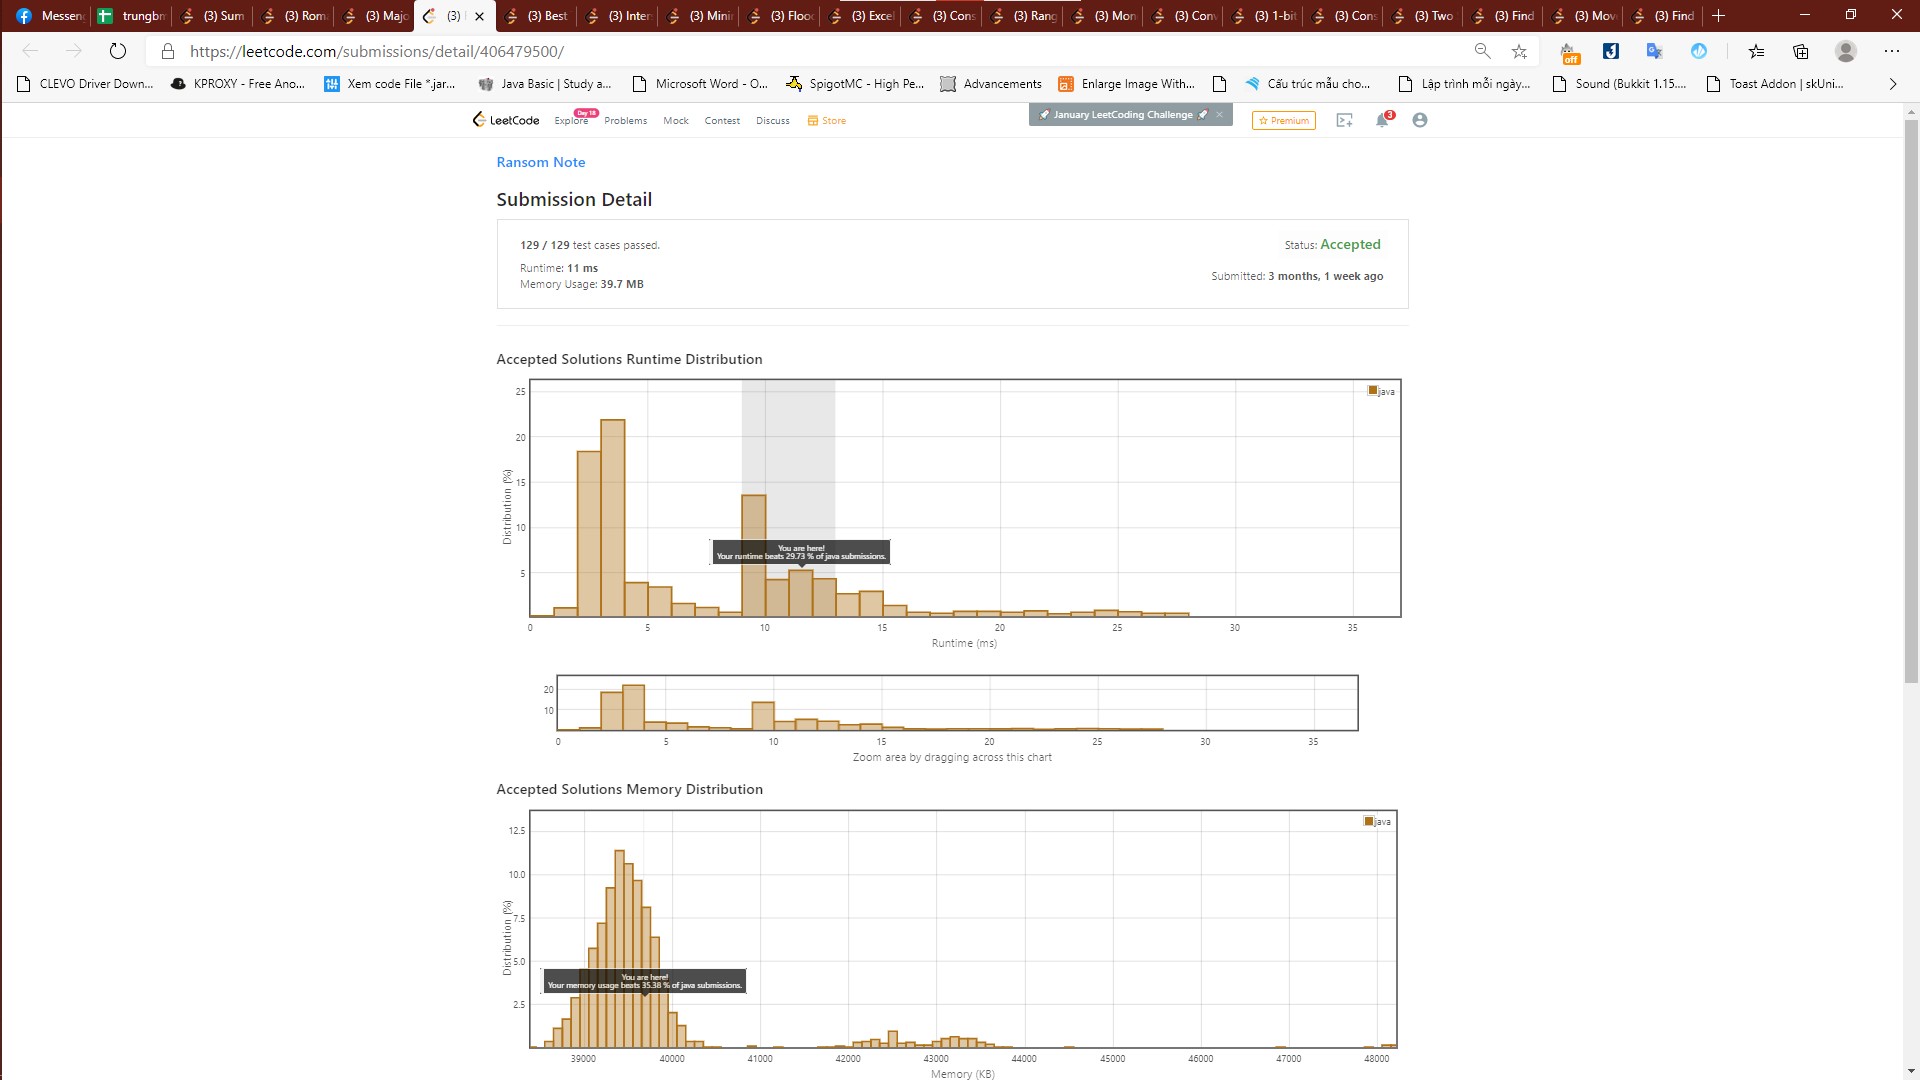 Messen
trungbr
(3) Sum
(3) Rom
(3) Majo
(3)
(3) Best
(3) Inter
(3) Mini
(3) Floo
(3) Excel
(3) Cons
(3) Rang
(3) Mon
(3) Con
(3) 1-bit
(3) Cons
(3) Two
(3) Find
(3) Mov
(3) Find
https://leetcode.com/submissions/detail/406479500/
off
CLEVO Driver Down...
KPROXY - Free Ano...
Xem code File *.jar...
Java Basic | Study a...
Microsoft Word - O...
SpigotMC - High Pe...
Advancements
Enlarge Image With...
Cấu trúc mẫu cho...
Lập trình mỗi ngày...
Sound (Bukkit 1.15....
Toast Addon | skUni...
LeetCode
Explore
Day 18
Problems
Mock
Contest
Discuss
Store
January LeetCoding Challenge
Premium
3
Ransom Note
Submission Detail
129 / 129 test cases passed.
Status: Accepted
Runtime: 11 ms
Submitted: 3 months, 1 week ago
Memory Usage: 39.7 MB
Accepted Solutions Runtime Distribution
java
25
20
15
10
5
Distribution (%)
You are here!
Your runtime beats 29.73 % of java submissions.
0 5 10 15 20 25 30 35
Runtime (ms)
20
10
0 5 10 15 20 25 30 35
Zoom area by dragging across this chart
Accepted Solutions Memory Distribution
java
12.5
10.0
7.5
5.0
2.5
Distribution (%)
You are here!
Your memory usage beats 35.38 % of java submissions.
39000 40000 41000 42000 43000 44000 45000 46000 47000 48000
Memory (KB)